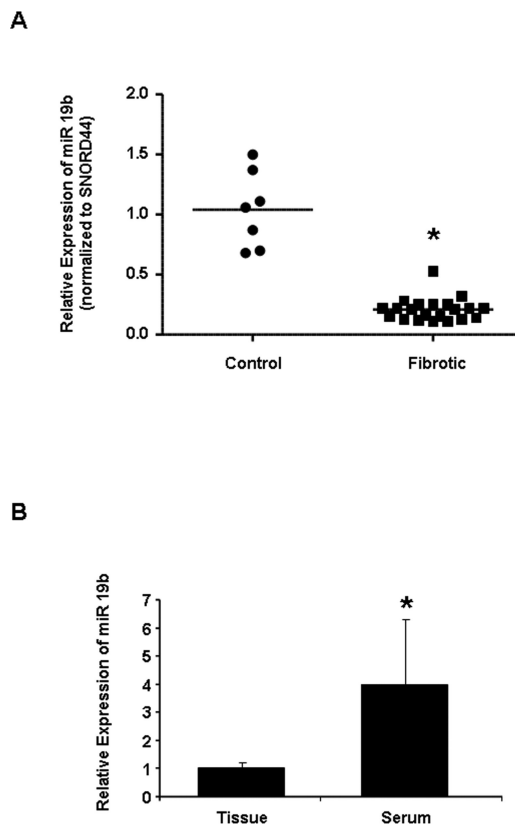 A
Relative Expression of miR 19b
(normalized to SNORD44)
2.0
1.5
1.0
0.5
0.0
*
Control
Fibrotic
B
Relative Expression of miR 19b
7
6
5
4
3
2
1
0
*
Tissue
Serum